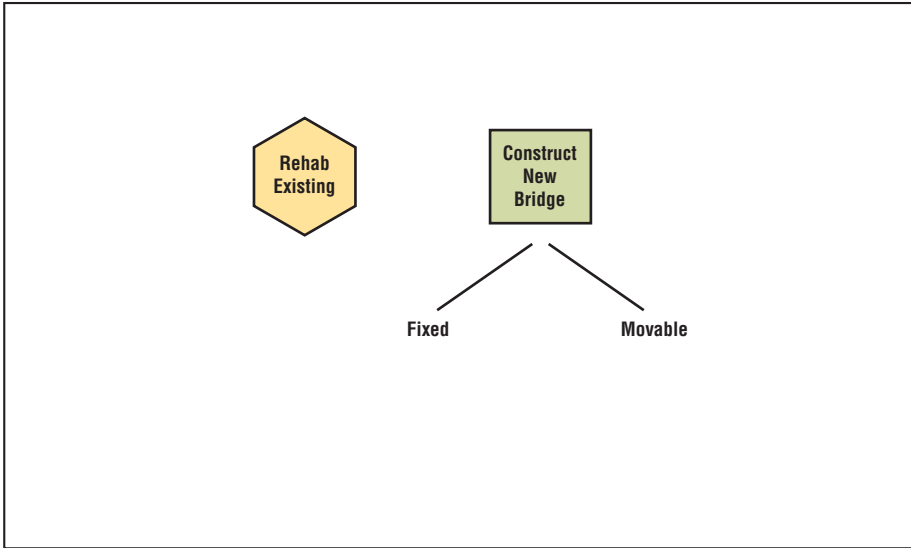 Rehab
Existing
Construct
New
Bridge
Fixed
Movable